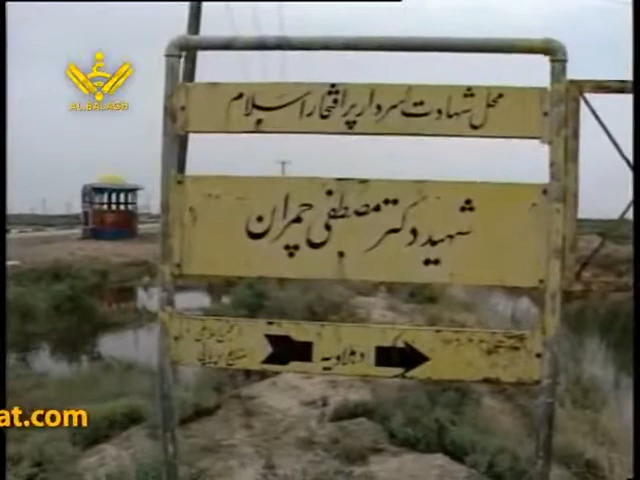 AL BALAGH
محل شهادت سردار پرافتخار اسلام
شهید دکتر مصطفی چمران
دهلاویه
at.com